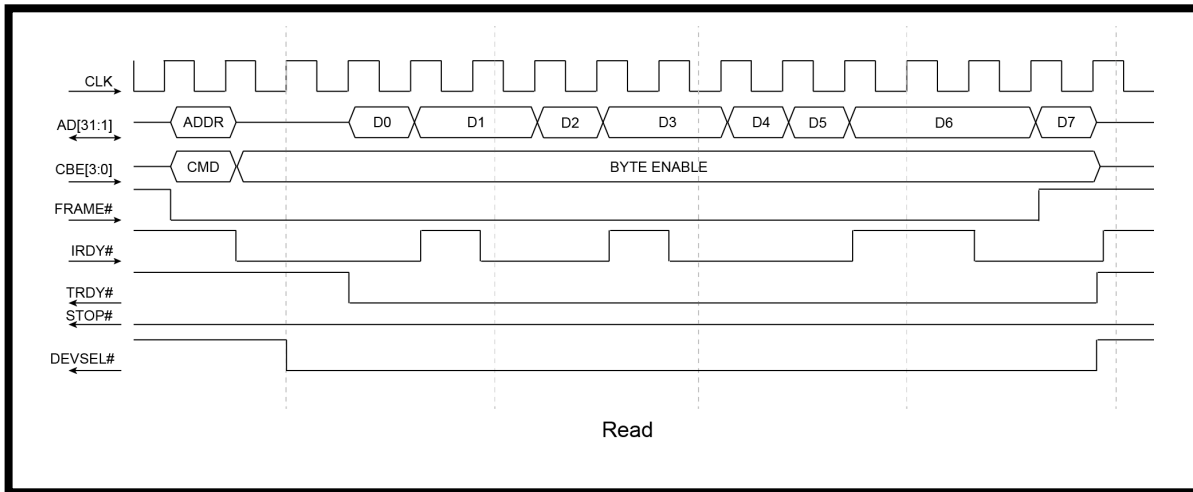 CLK
AD[31:1] ADDR D0 D1 D2 D3 D4 D5 D6 D7
CBE[3:0] CMD BYTE ENABLE
FRAME#
IRDY#
TRDY#
STOP#
DEVSEL#
Read